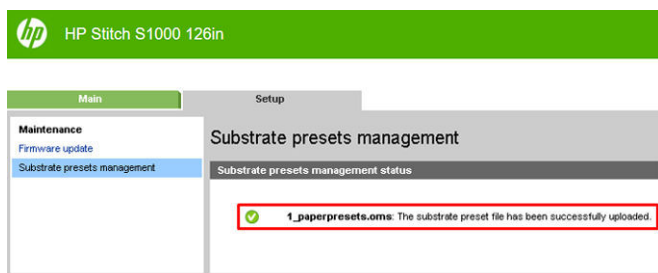 hp
HP Stitch S1000 126in
Main
Setup
Maintenance
Firmware update
Substrate presets management
Substrate presets management
Substrate presets management status
1_paperpresets.oms: The substrate preset file has been successfully uploaded.